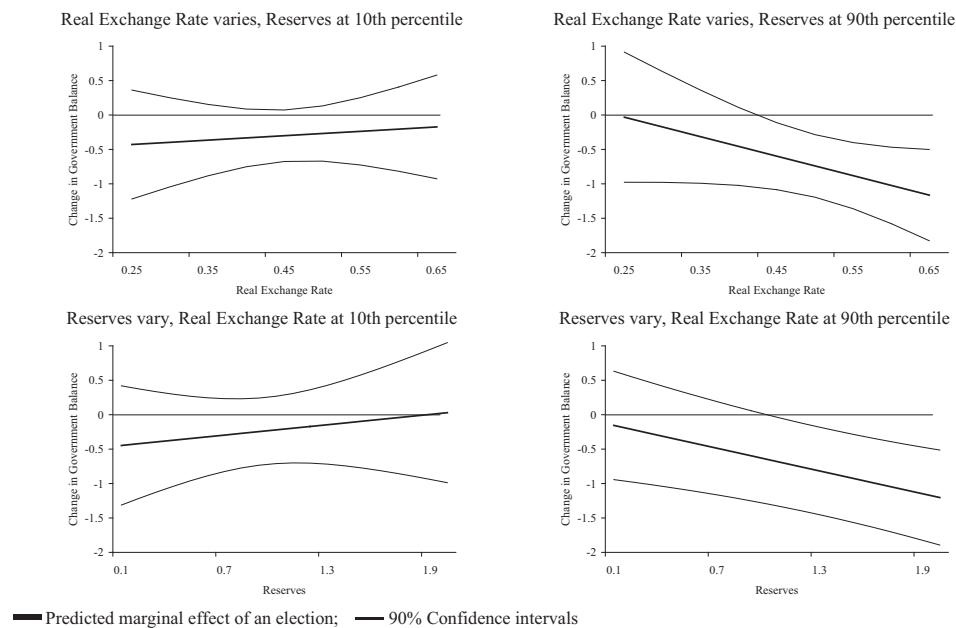 Real Exchange Rate varies, Reserves at 10th percentile
Change in Government Balance
1
0.5
0
-0.5
-1
-1.5
-2
0.25 0.35 0.45 0.55 0.65
Real Exchange Rate
Real Exchange Rate varies, Reserves at 90th percentile
Change in Government Balance
1
0.5
0
-0.5
-1
-1.5
-2
0.25 0.35 0.45 0.55 0.65
Real Exchange Rate
Reserves vary, Real Exchange Rate at 10th percentile
Change in Government Balance
1
0.5
0
-0.5
-1
-1.5
-2
0.1 0.7 1.3 1.9
Reserves
Reserves vary, Real Exchange Rate at 90th percentile
Change in Government Balance
1
0.5
0
-0.5
-1
-1.5
-2
0.1 0.7 1.3 1.9
Reserves
Predicted marginal effect of an election; 90% Confidence intervals